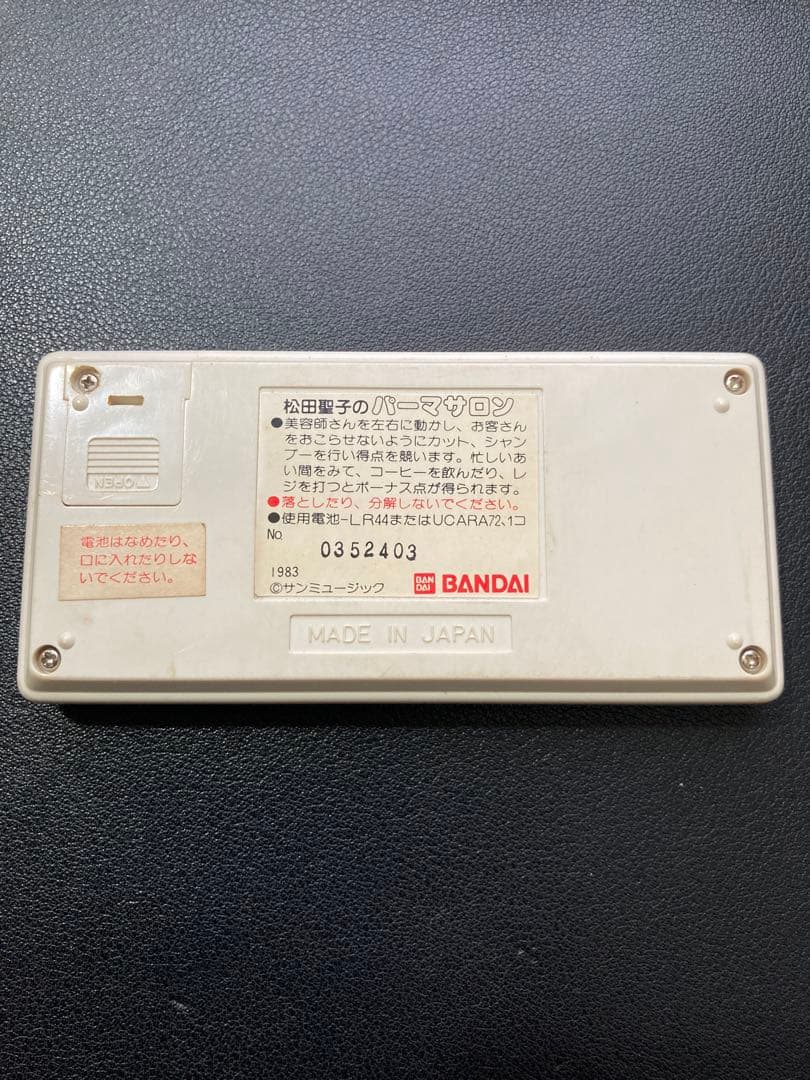 松田聖子のパーマサロン
●美容師さんを左右に動かし、お客さん
をおこらせないようにカット、シャン
プーを行い得点を競います。忙しいあ
い間をみて、コーヒーを飲んだり、レ
ジを打つとボーナス点が得られます。
●落としたり、分解しないでください。
●使用電池-LR44またはUCARA72、1コ
No.
0352403
1983
©サンミュージック
BAN
DAI
BANDAI
▽OPEN
電池はなめたり、
口に入れたりしな
いでください。
MADE IN JAPAN